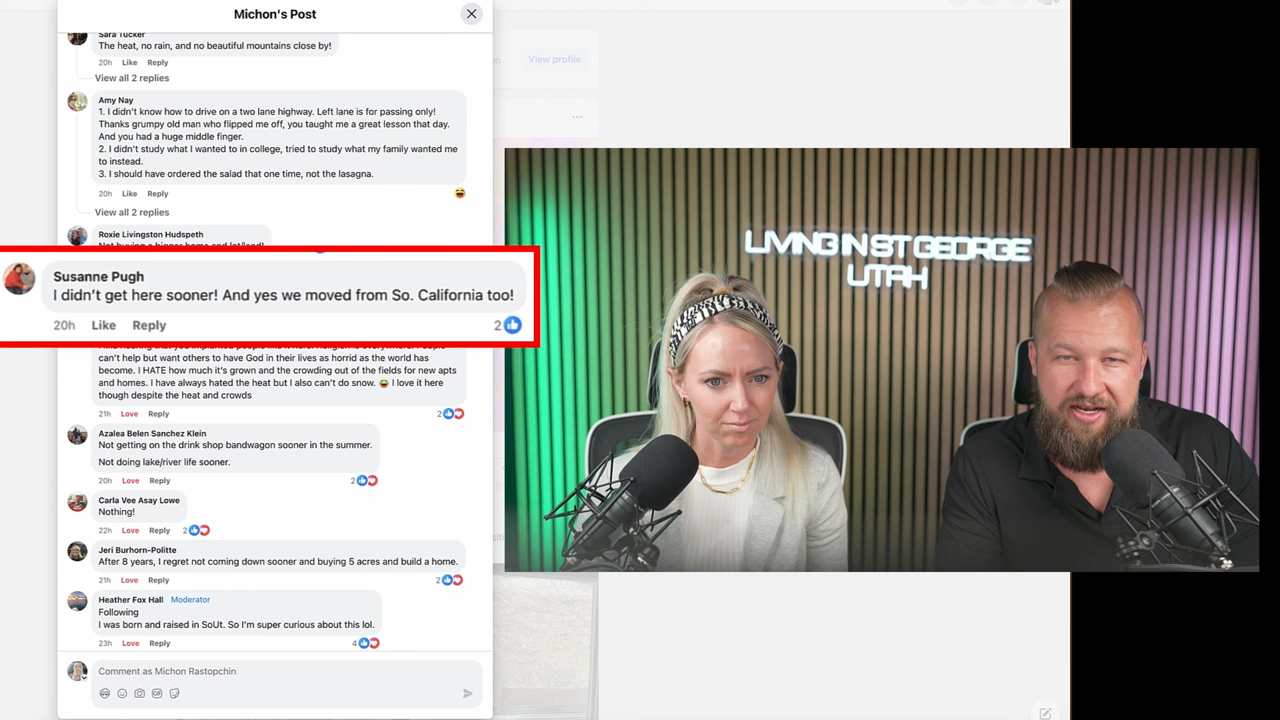 Michon's Post
Sara Tucker
The heat, no rain, and no beautiful mountains close by!
20h Like Reply
View all 2 replies
View profile
Amy Nay
1. I didn't know how to drive on a two lane highway. Left lane is for passing only!
Thanks grumpy old man who flipped me off, you taught me a great lesson that day.
And you had a huge middle finger.
2. I didn't study what I wanted to in college, tried to study what my family wanted me
to instead.
3. I should have ordered the salad that one time, not the lasagna.
20h Like Reply
View all 2 replies
Roxie Livingston Hudspeth
Not buying a bigger home and lot/land!
Susanne Pugh
I didn't get here sooner! And yes we moved from So. California too!
20h Like Reply 2
can't help but want others to have God in their lives as horrid as the world has
become. I HATE how much it's grown and the crowding out of the fields for new apts
and homes. I have always hated the heat but I also can't do snow. 😂 I love it here
though despite the heat and crowds
21h Love Reply 2
Azalea Belen Sanchez Klein
Not getting on the drink shop bandwagon sooner in the summer.
Not doing lake/river life sooner.
20h Love Reply 2
Carla Vee Asay Lowe
Nothing!
22h Love Reply 2
Jeri Burhorn-Politte
After 8 years, I regret not coming down sooner and buying 5 acres and build a home.
21h Love Reply 2
Heather Fox Hall Moderator
Following
I was born and raised in SoUt. So I'm super curious about this lol.
23h Love Reply 4
Comment as Michon Rastopchin
LIVING IN ST GEORGE
UTAH